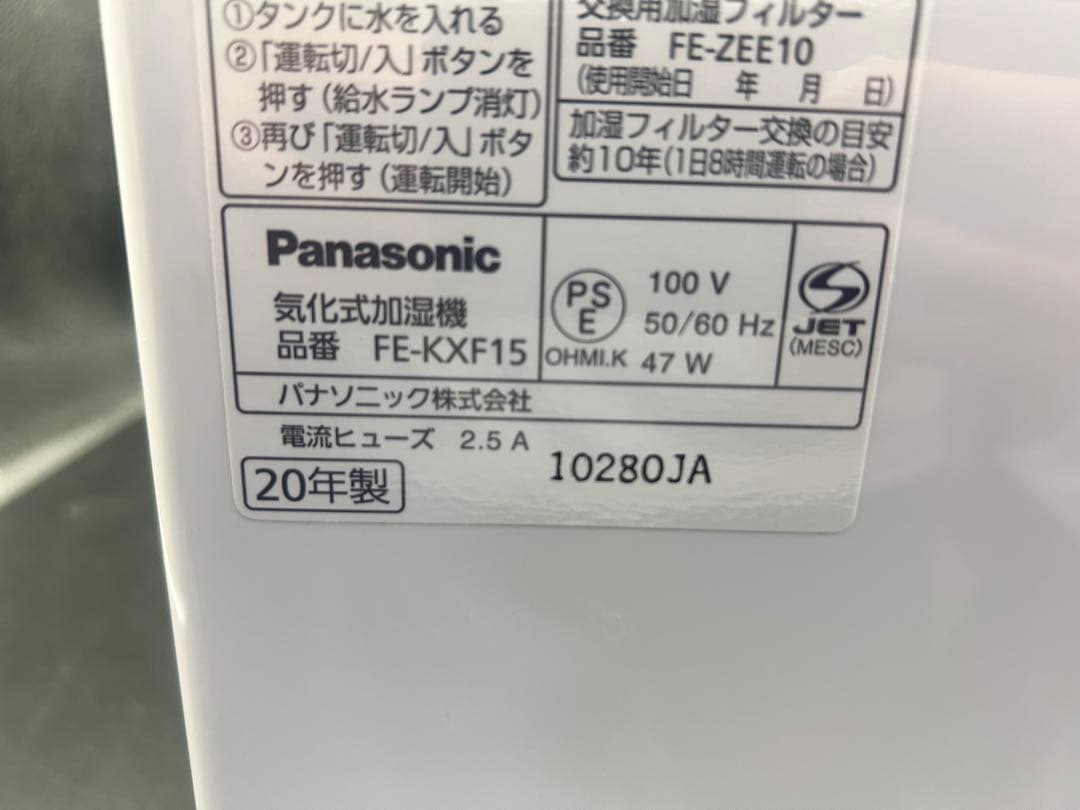 ①タンクに水を入れる
②「運転切/入」ボタンを
押す(給水ランプ消灯)
③再び「運転切/入」ボタ
ンを押す(運転開始)
交換用加湿フィルター
品番 FE-ZEE10
(使用開始日 年 月 日)
加湿フィルター交換の目安
約10年(1日8時間運転の場合)
Panasonic
気化式加湿機
品番 FE-KXF15
PS
E
OHMI.K
100 V
50/60 Hz
47 W
S
JET
(MESC)
パナソニック株式会社
電流ヒューズ 2.5 A
20年製
10280JA